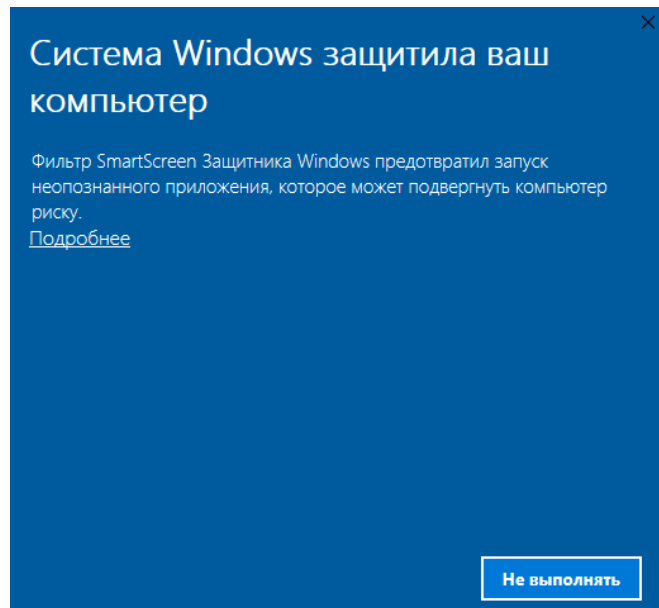 Система Windows защитила ваш
компьютер
Фильтр SmartScreen Защитника Windows предотвратил запуск
неопознанного приложения, которое может подвергнуть компьютер
риску.
Подробнее
Не выполнять